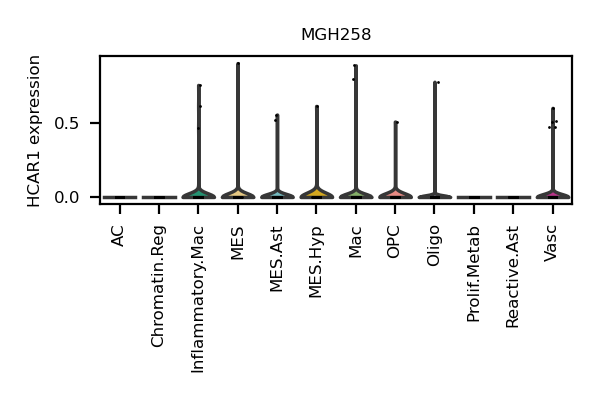 MGH258
HCAR1 expression
0.5
0.0
AC
Chromatin.Reg
Inflammatory.Mac
MES
MES.Ast
MES.Hyp
Mac
OPC
Oligo
Prolif.Metab
Reactive.Ast
Vasc